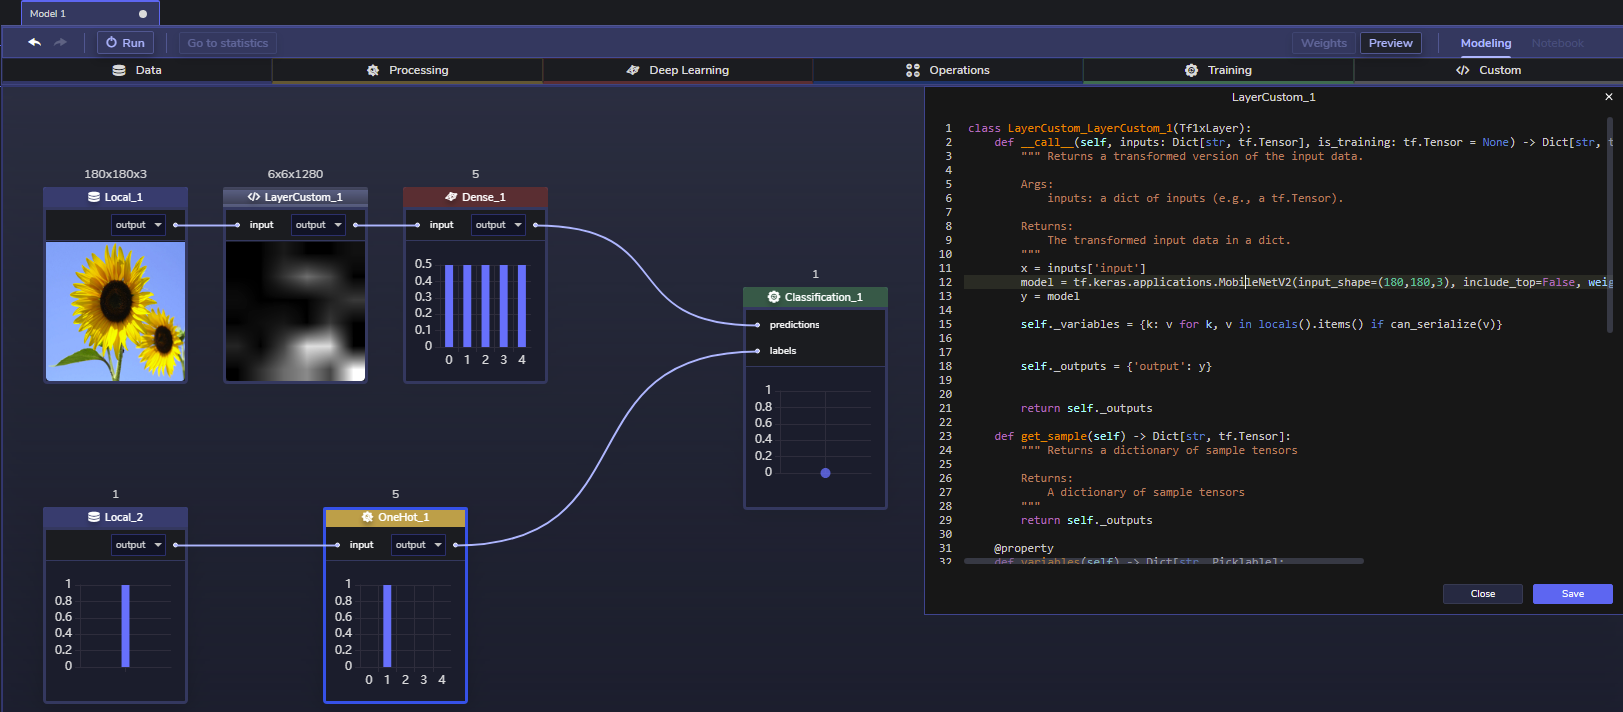 Model 1
Run
Go to statistics
Weights
Preview
Modeling
Notebook
Data
Processing
Deep Learning
Operations
Training
Custom
180x180x3
Local_1
output
6x6x1280
LayerCustom_1
input
output
5
Dense_1
input
output
0.5
0.4
0.3
0.2
0.1
0
0 1 2 3 4
1
Classification_1
predictions
labels
1
0.8
0.6
0.4
0.2
0
1
Local_2
output
1
0.8
0.6
0.4
0.2
0
5
OneHot_1
input
output
1
0.8
0.6
0.4
0.2
0
0 1 2 3 4
LayerCustom_1
1 class LayerCustom_LayerCustom_1(Tf1xLayer):
2 def __call__(self, inputs: Dict[str, tf.Tensor], is_training: tf.Tensor = None) -> Dict[str, t
3 """ Returns a transformed version of the input data.
4
5 Args:
6 inputs: a dict of inputs (e.g., a tf.Tensor).
7
8 Returns:
9 The transformed input data in a dict.
10 """
11 x = inputs['input']
12 model = tf.keras.applications.MobileNetV2(input_shape=(180,180,3), include_top=False, weig
13 y = model
14
15 self._variables = {k: v for k, v in locals().items() if can_serialize(v)}
16
17
18 self._outputs = {'output': y}
19
20
21 return self._outputs
22
23 def get_sample(self) -> Dict[str, tf.Tensor]:
24 """ Returns a dictionary of sample tensors
25
26 Returns:
27 A dictionary of sample tensors
28 """
29 return self._outputs
30
31 @property
32 def variables(self) -> Dict[str, Picklable]:
Close
Save